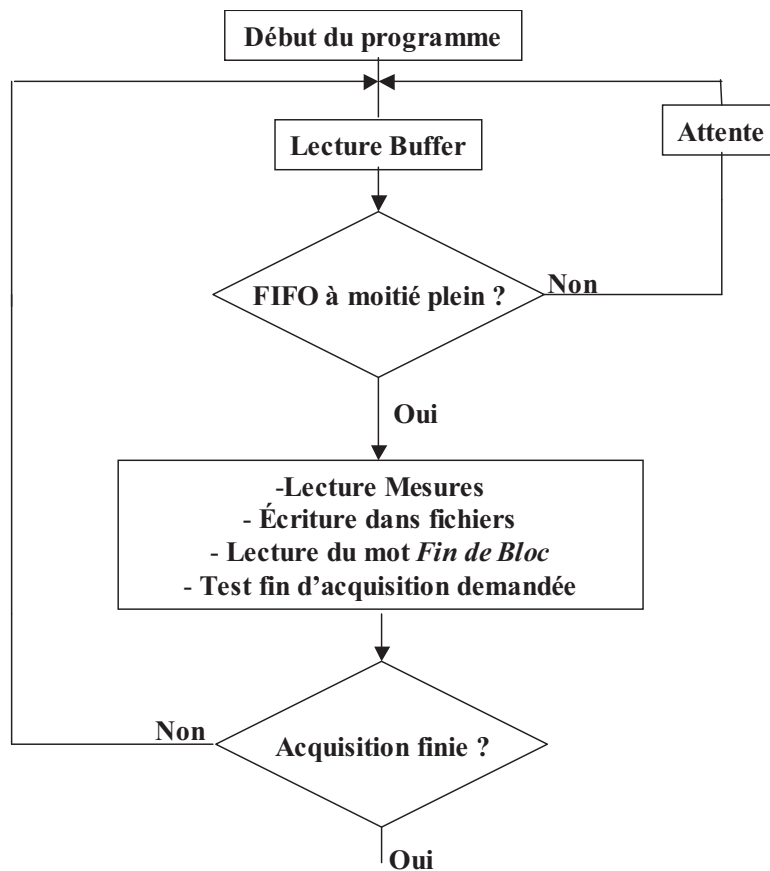 Début du programme
Lecture Buffer
Attente
FIFO à moitié plein ?
Non
Oui
-Lecture Mesures
- Écriture dans fichiers
- Lecture du mot Fin de Bloc
- Test fin d’acquisition demandée
Non
Acquisition finie ?
Oui